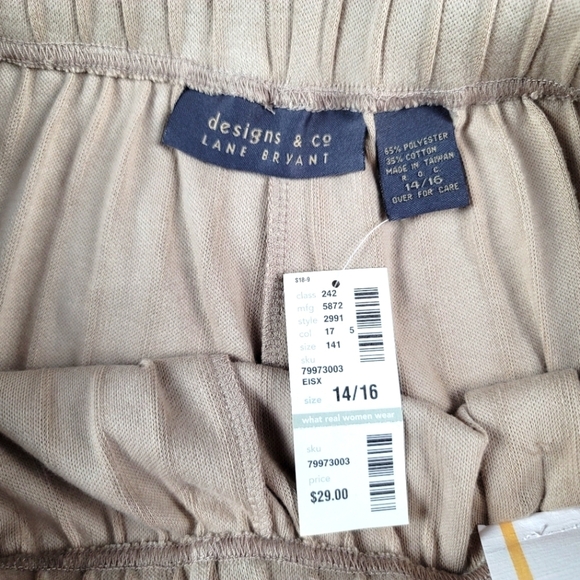 designs & co
LANE BRYANT
65% POLYESTER
35% COTTON
MADE IN TAIWAN
R. O. C.
14/16
OVER FOR CARE
$18-9
class 242
mfg 5872
style 2991
col 17 5
size 141
sku
79973003
EISX
size 14/16
what real women wear
sku
79973003
price
$29.00